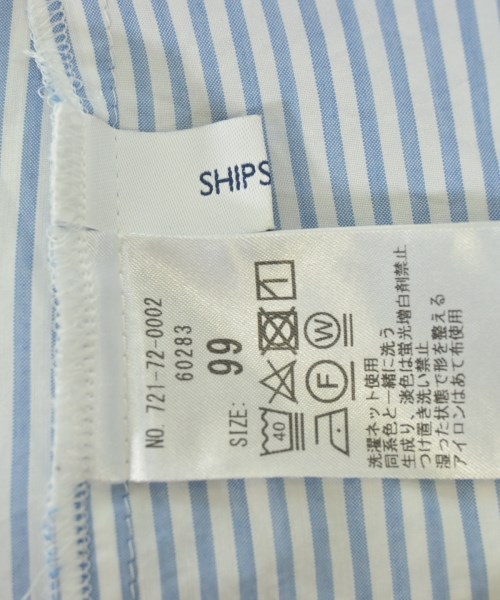 SHIPS
NO. 721-72-0002
60283
SIZE: 99
40
F
W
洗濯ネット使用
同系色と一緒に洗う
生成り、淡色は蛍光増白剤禁止
つけ置き洗い禁止
湿った状態で形を整える
アイロンはあて布使用